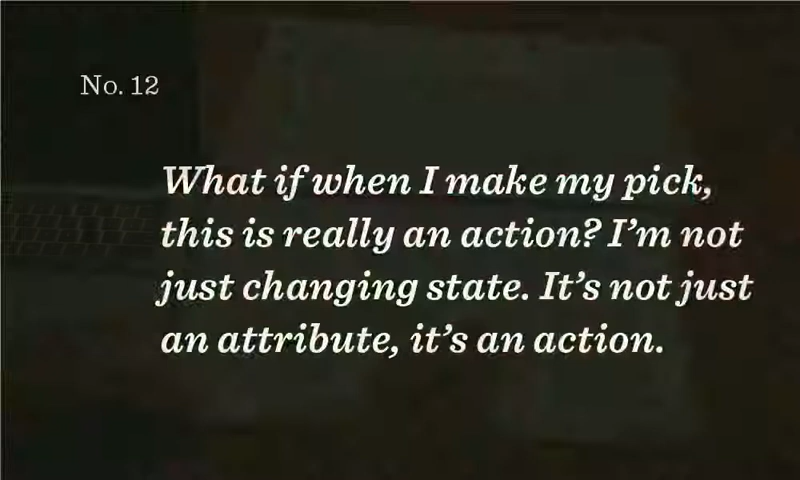 No. 12
What if when I make my pick,
this is really an action? I’m not
just changing state. It’s not just
an attribute, it’s an action.